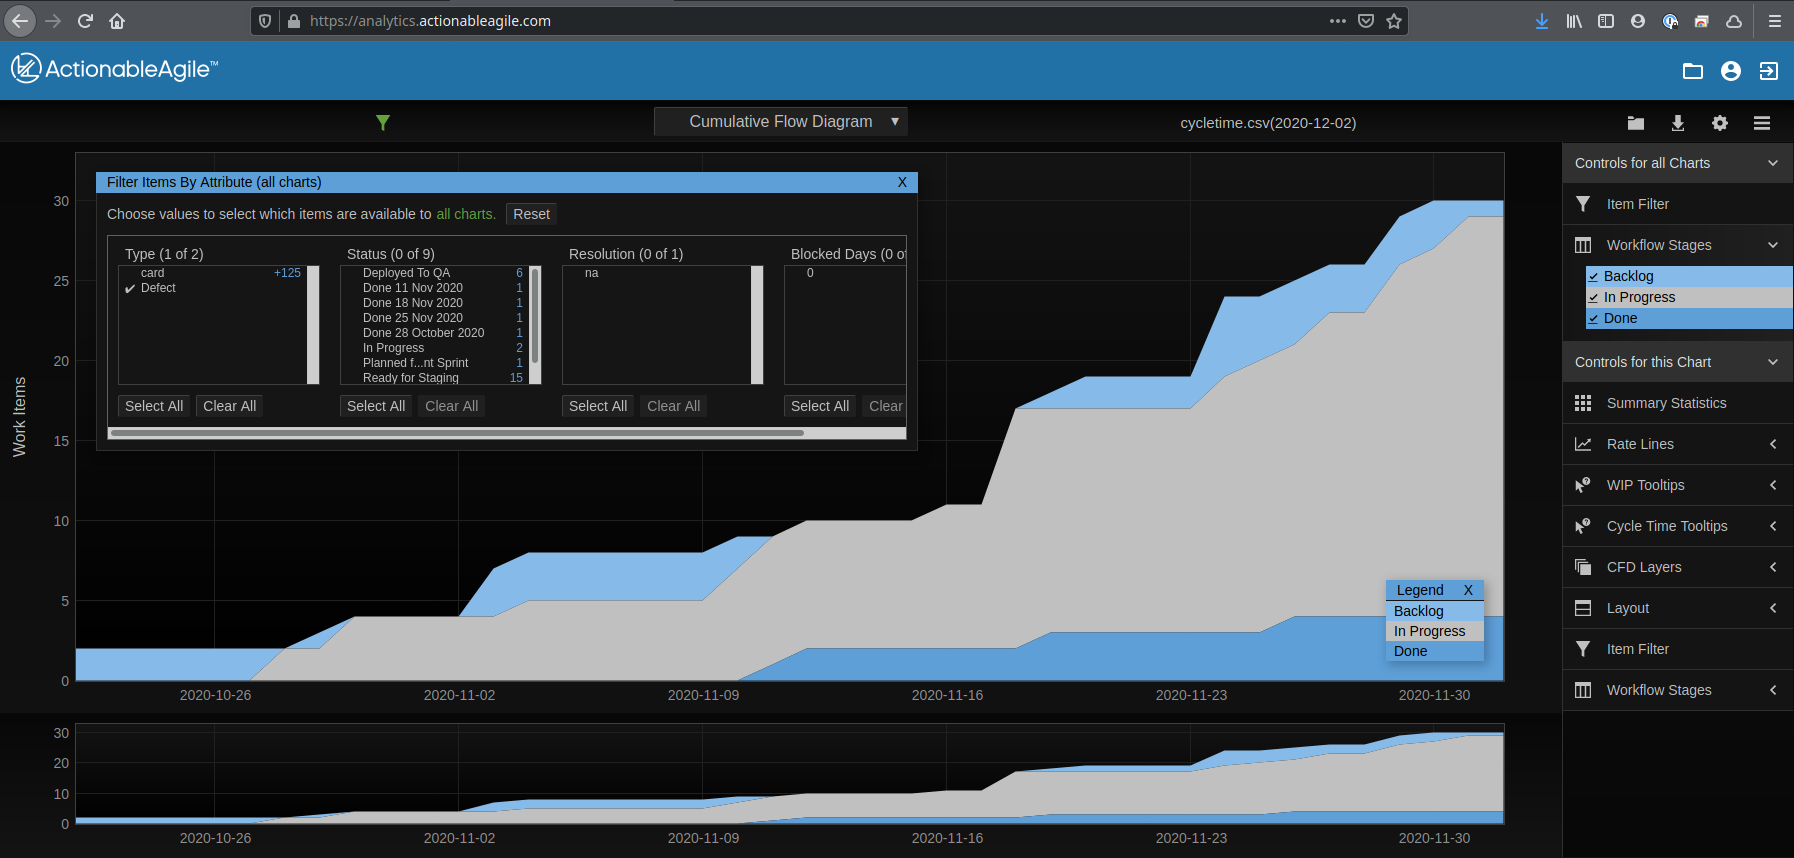 https://analytics.actionableagile.com
ActionableAgile™
Cumulative Flow Diagram ▼
cycletime.csv(2020-12-02)
Filter Items By Attribute (all charts) X
Choose values to select which items are available to all charts. Reset
Type (1 of 2)
card +125
✔ Defect
Select All Clear All
Status (0 of 9)
Deployed To QA 6
Done 11 Nov 2020 1
Done 18 Nov 2020 1
Done 25 Nov 2020 1
Done 28 October 2020 1
In Progress 2
Planned f...nt Sprint 1
Ready for Staging 15
Select All Clear All
Resolution (0 of 1)
na
Select All Clear All
Blocked Days (0 of
0
Select All Clear
Work Items
30
25
20
15
10
5
0
2020-10-26 2020-11-02 2020-11-09 2020-11-16 2020-11-23 2020-11-30
Legend X
Backlog
In Progress
Done
30
20
10
0
2020-10-26 2020-11-02 2020-11-09 2020-11-16 2020-11-23 2020-11-30
Controls for all Charts
Item Filter
Workflow Stages
Backlog
In Progress
Done
Controls for this Chart
Summary Statistics
Rate Lines
WIP Tooltips
Cycle Time Tooltips
CFD Layers
Layout
Item Filter
Workflow Stages